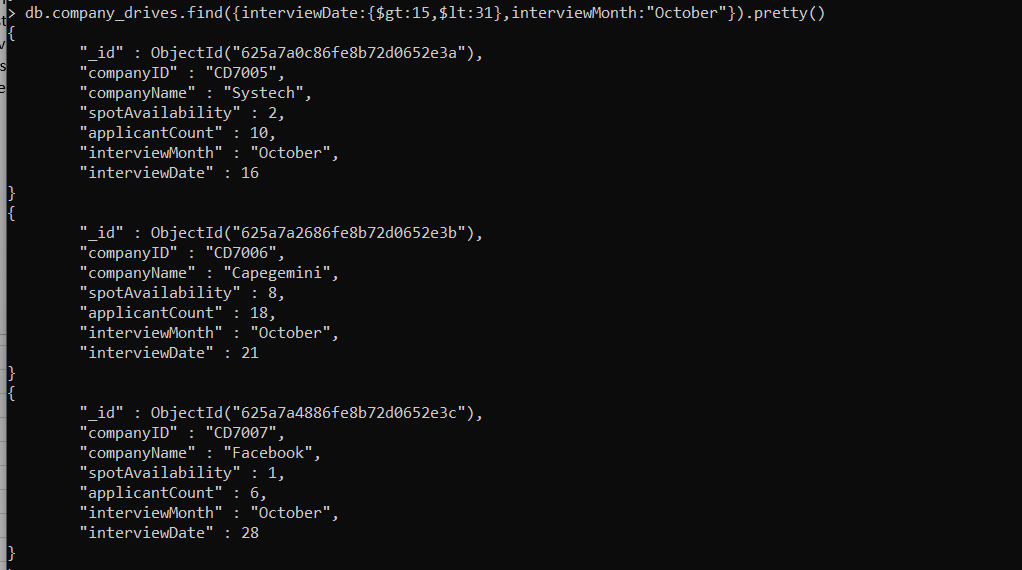 > db.company_drives.find({interviewDate:{$gt:15,$lt:31},interviewMonth:"October"}).pretty()
{
        "_id" : ObjectId("625a7a0c86fe8b72d0652e3a"),
        "companyID" : "CD7005",
        "companyName" : "Systech",
        "spotAvailability" : 2,
        "applicantCount" : 10,
        "interviewMonth" : "October",
        "interviewDate" : 16
}
{
        "_id" : ObjectId("625a7a2686fe8b72d0652e3b"),
        "companyID" : "CD7006",
        "companyName" : "Capegemini",
        "spotAvailability" : 8,
        "applicantCount" : 18,
        "interviewMonth" : "October",
        "interviewDate" : 21
}
{
        "_id" : ObjectId("625a7a4886fe8b72d0652e3c"),
        "companyID" : "CD7007",
        "companyName" : "Facebook",
        "spotAvailability" : 1,
        "applicantCount" : 6,
        "interviewMonth" : "October",
        "interviewDate" : 28
}